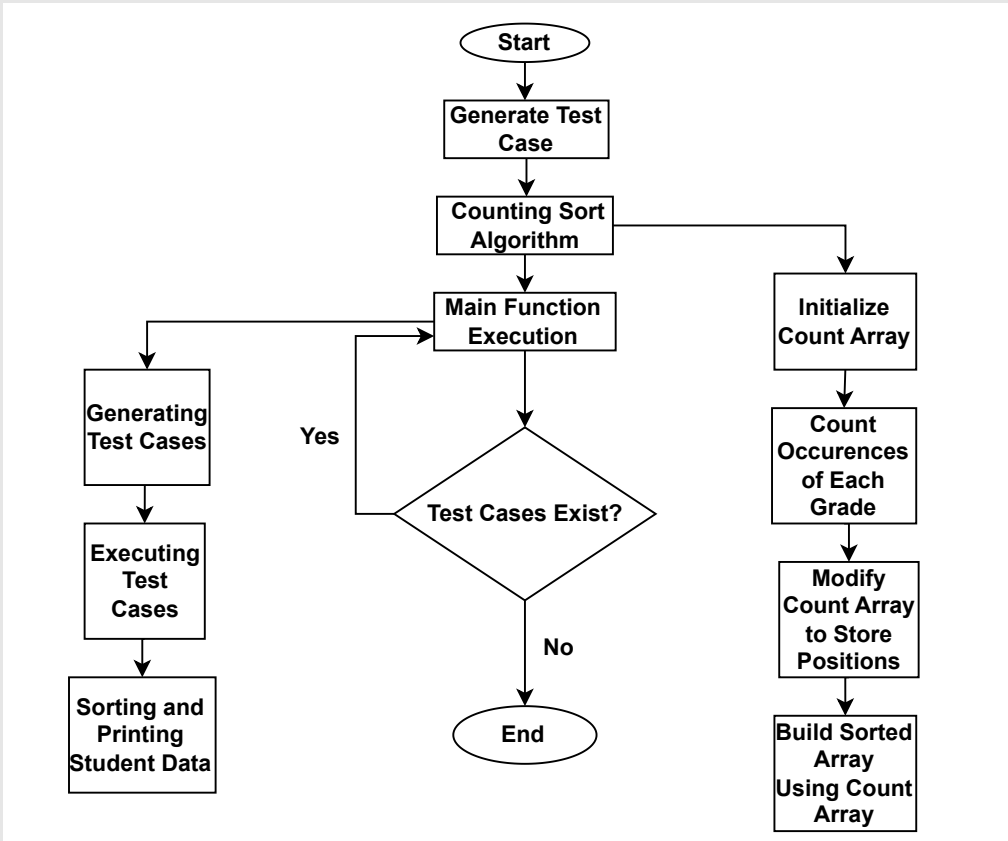 Start
Generate Test
Case
Counting Sort
Algorithm
Main Function
Execution
Initialize
Count Array
Generating
Test Cases
Yes
Count
Occurences
of Each
Grade
Test Cases Exist?
Executing
Test
Cases
Modify
Count Array
to Store
Positions
No
Sorting and
Printing
Student Data
End
Build Sorted
Array
Using Count
Array